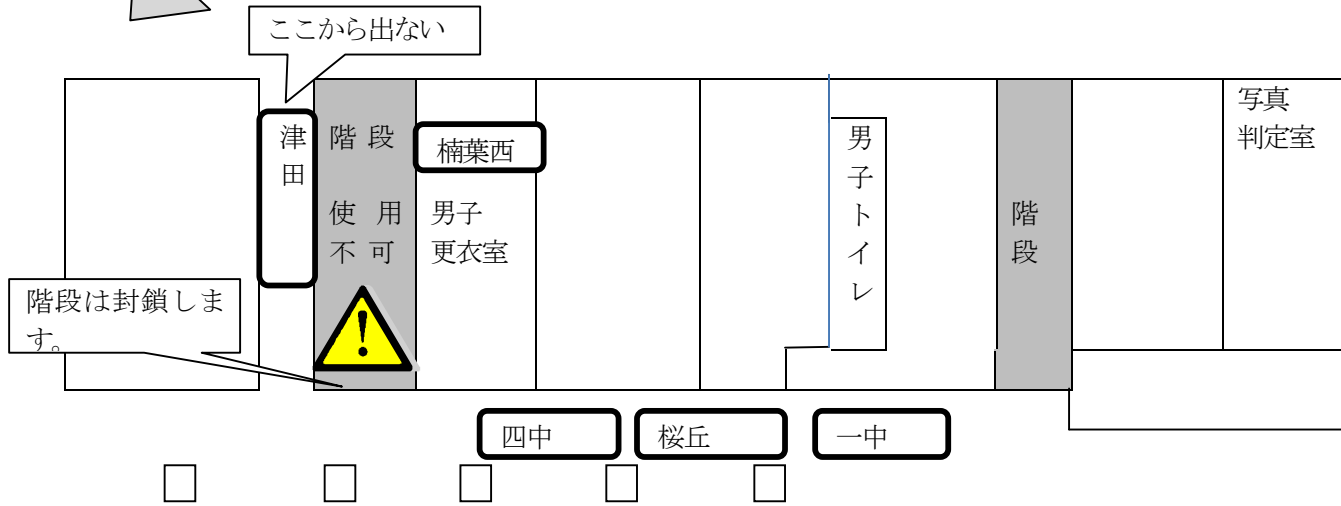 ここから出ない
津田
階段
使用
不可
楠葉西
男子
更衣室
男子トイレ
階段
写真
判定室
階段は封鎖しま
す。
四中
桜丘
一中